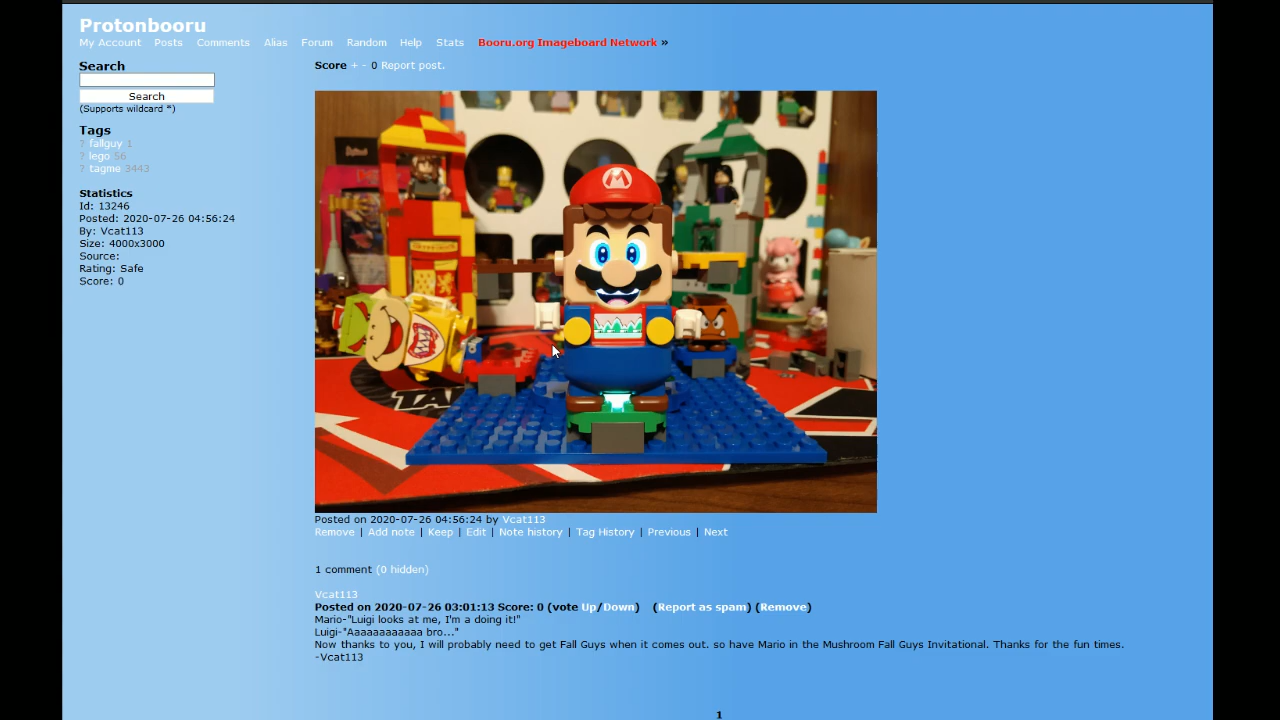 Protonbooru
My Account Posts Comments Alias Forum Random Help Stats Booru.org Imageboard Network »
Search
Search
(Supports wildcard *)
Tags
? fallguy 1
? lego 56
? tagme 3443
Statistics
Id: 13246
Posted: 2020-07-26 04:56:24
By: Vcat113
Size: 4000x3000
Source:
Rating: Safe
Score: 0
Score + - 0 Report post.
M
Posted on 2020-07-26 04:56:24 by Vcat113
Remove | Add note | Keep | Edit | Note history | Tag History | Previous | Next
1 comment (0 hidden)
Vcat113
Posted on 2020-07-26 03:01:13 Score: 0 (vote Up/Down) (Report as spam) (Remove)
Mario-"Luigi looks at me, I'm a doing it!"
Luigi-"Aaaaaaaaaaaa bro..."
Now thanks to you, I will probably need to get Fall Guys when it comes out. so have Mario in the Mushroom Fall Guys Invitational. Thanks for the fun times.
-Vcat113
1